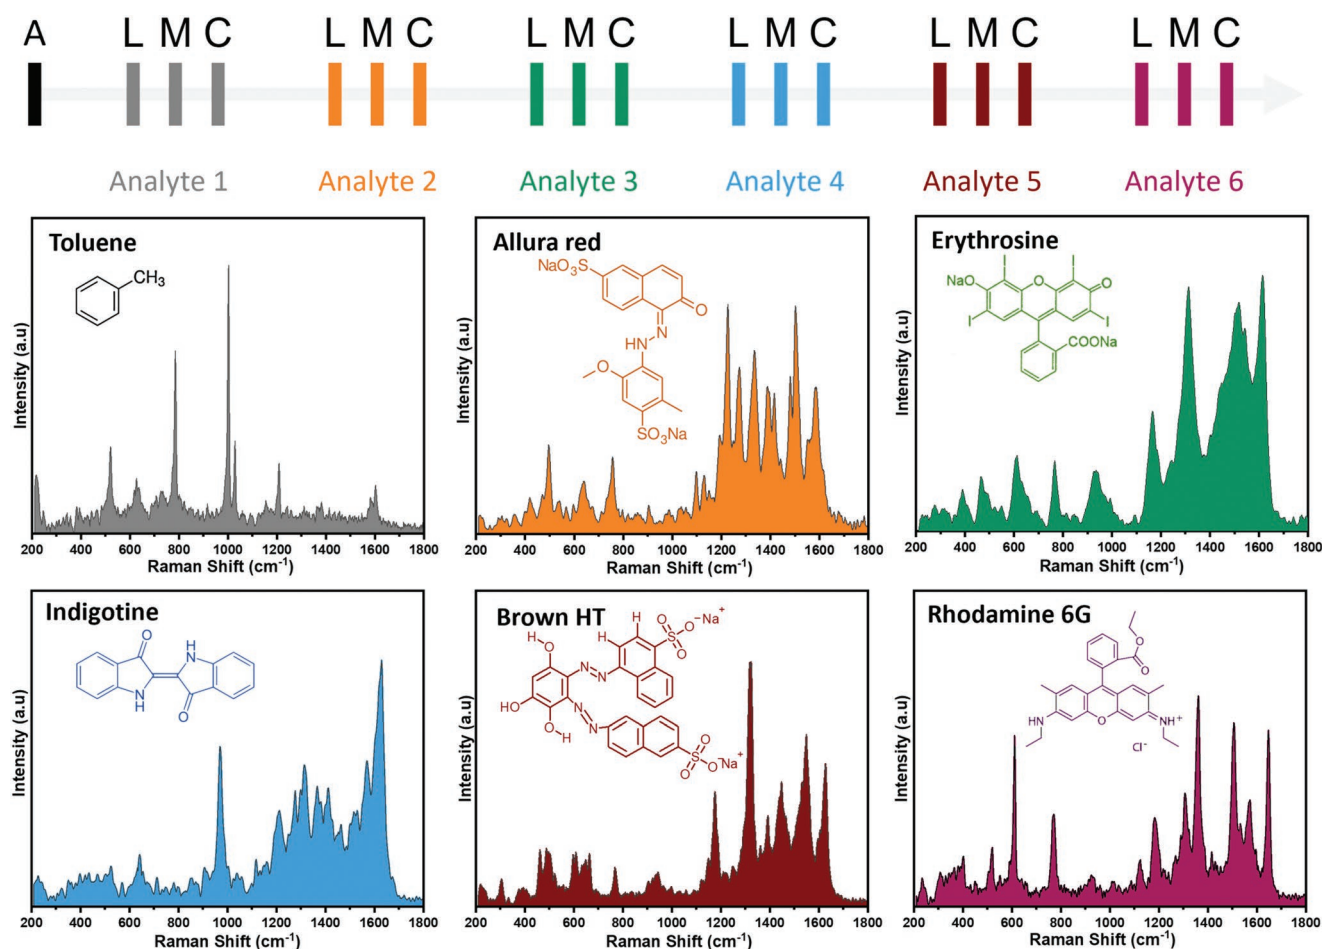 A L M C L M C L M C L M C L M C L M C
Analyte 1 Analyte 2 Analyte 3 Analyte 4 Analyte 5 Analyte 6
Toluene
CH3
Intensity (a.u)
200 400 600 800 1000 1200 1400 1600 1800
Raman Shift (cm-1)
Allura red
NaO3S
O
N
HN
O
SO3Na
Intensity (a.u)
200 400 600 800 1000 1200 1400 1600 1800
Raman Shift (cm-1)
Erythrosine
I I
NaO O O
I I
COONa
Intensity (a.u)
200 400 600 800 1000 1200 1400 1600 1800
Raman Shift (cm-1)
Indigotine
O H
N
N
H O
Intensity (a.u)
200 400 600 800 1000 1200 1400 1600 1800
Raman Shift (cm-1)
Brown HT
H H O O-Na+
H O S
O O
N=N
HO N=N
O H
O O
S
O O-Na+
Intensity (a.u)
200 400 600 800 1000 1200 1400 1600 1800
Raman Shift (cm-1)
Rhodamine 6G
O
O
HN O NH+
Cl-
Intensity (a.u)
200 400 600 800 1000 1200 1400 1600 1800
Raman Shift (cm-1)